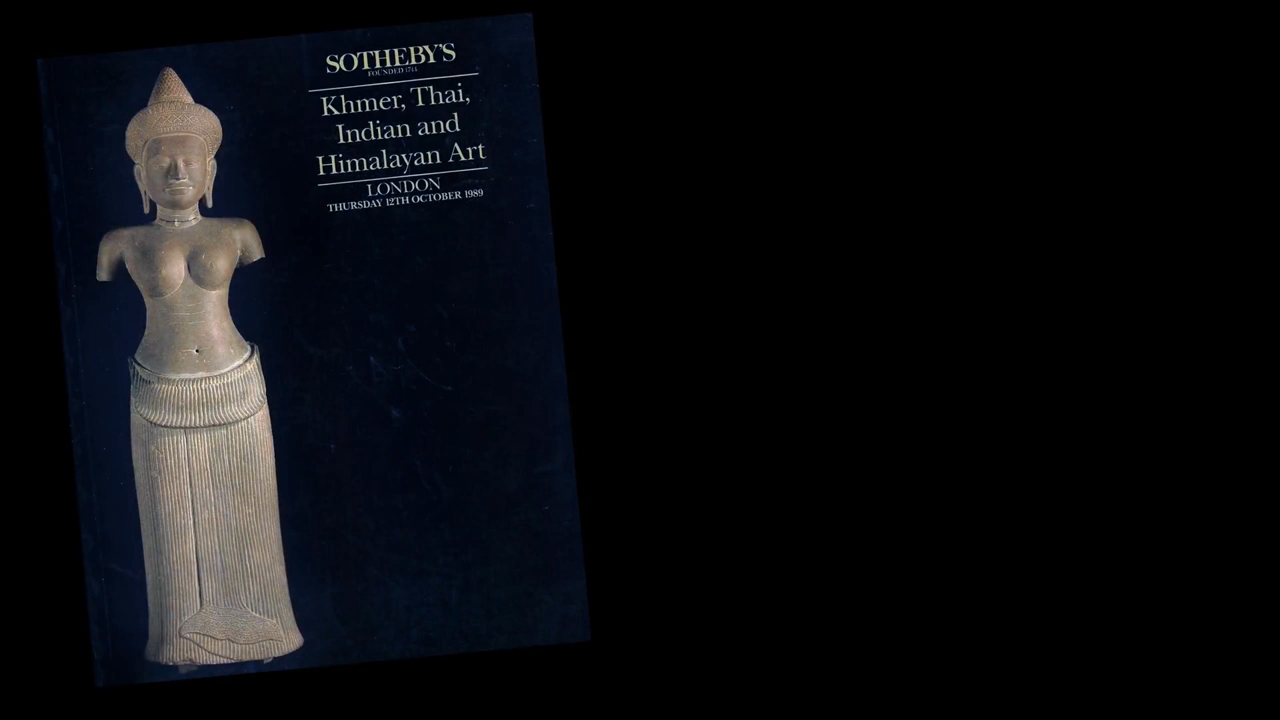 SOTHEBY'S
FOUNDED 1744
Khmer, Thai,
Indian and
Himalayan Art
LONDON
THURSDAY 12TH OCTOBER 1989